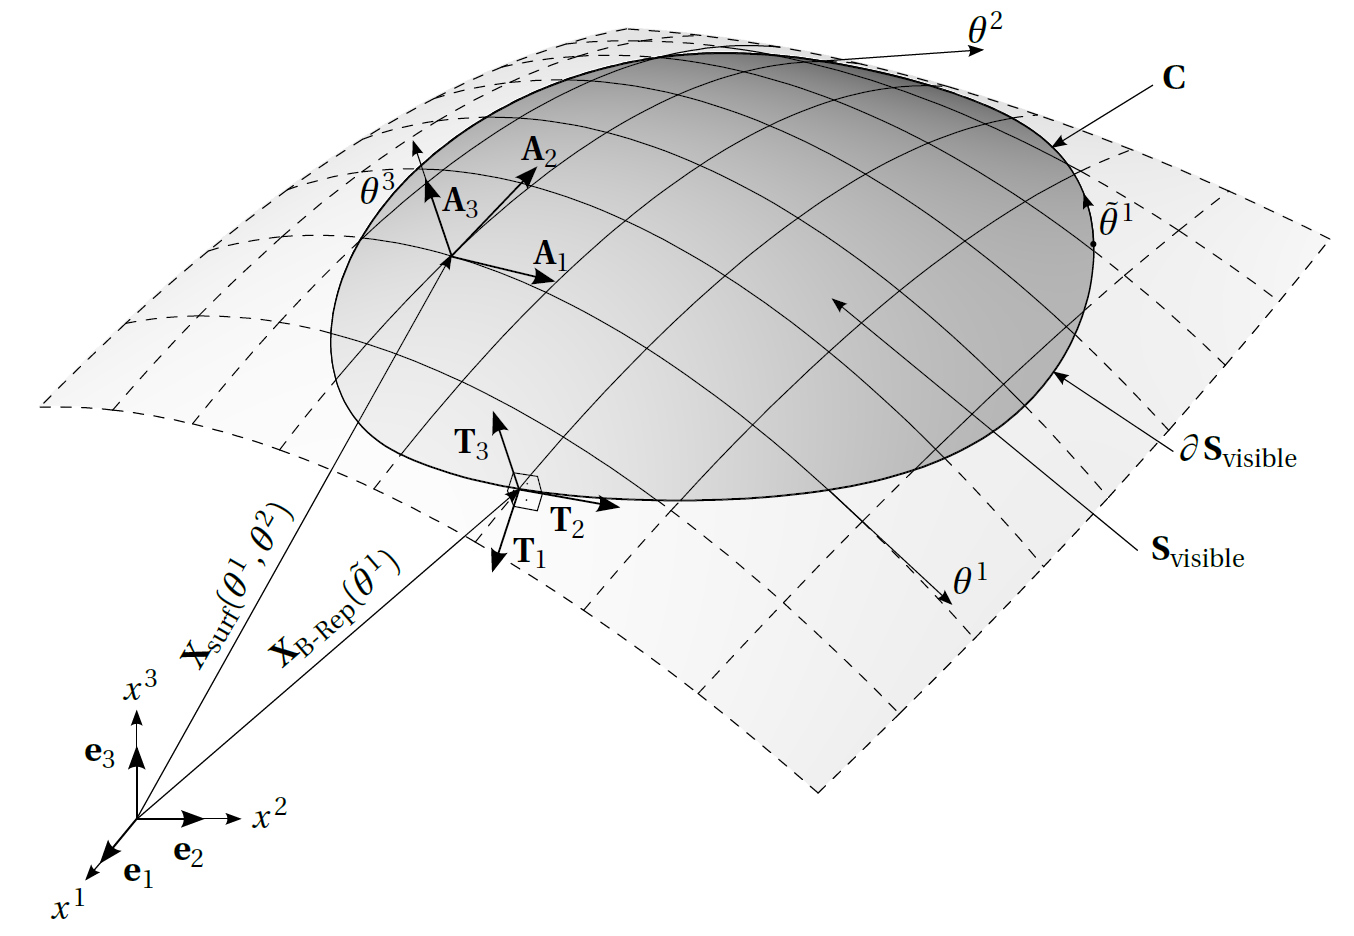 θ²
C
A₂
θ³
A₃
θ̃¹
A₁
T₃
∂S_visible
T₂
T₁
S_visible
θ¹
X_surf(θ¹, θ²)
X_B-Rep(θ̃¹)
x³
e₃
x²
e₂
e₁
x¹